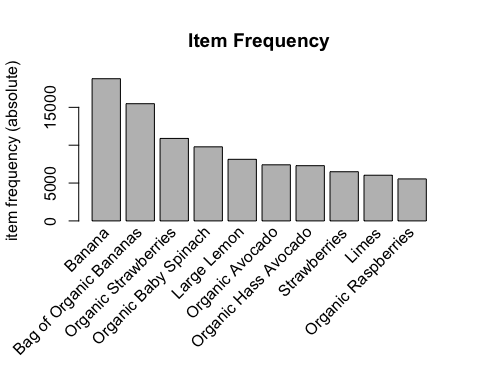 Item Frequency
item frequency (absolute)
15000
5000
0
Banana
Bag of Organic Bananas
Organic Strawberries
Organic Baby Spinach
Large Lemon
Organic Avocado
Organic Hass Avocado
Strawberries
Limes
Organic Raspberries